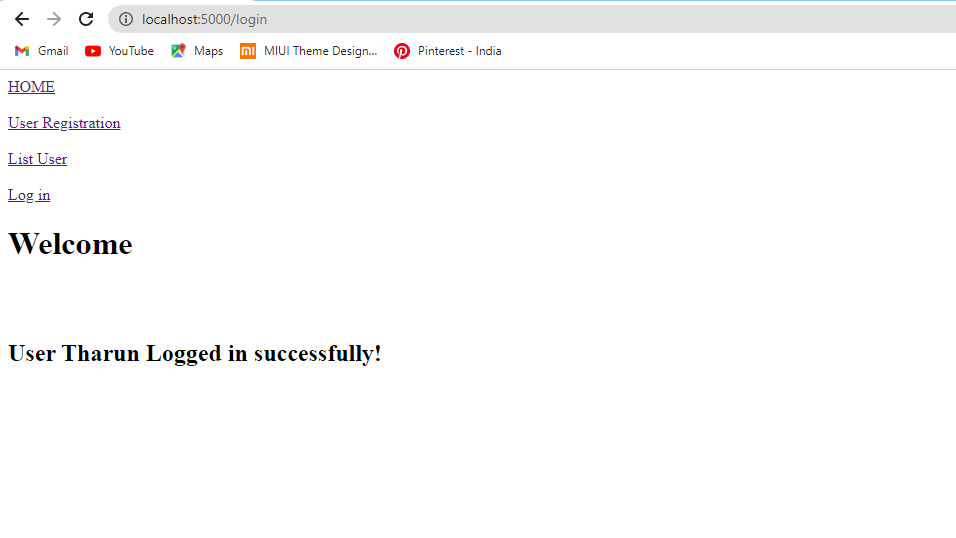 localhost:5000/login
Gmail YouTube Maps mi MIUI Theme Design... Pinterest - India
HOME
User Registration
List User
Log in
Welcome
User Tharun Logged in successfully!